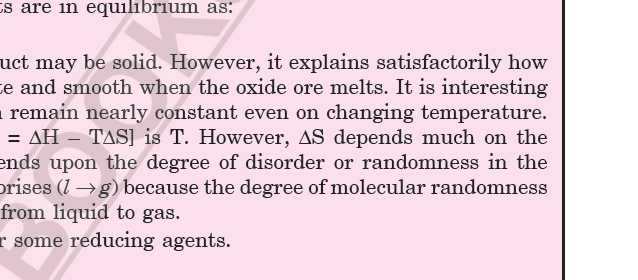 ts are in equilibrium as:
uct may be solid. However, it explains satisfactorily how
te and smooth when the oxide ore melts. It is interesting
remain nearly constant even on changing temperature.
= ΔH – TΔS] is T. However, ΔS depends much on the
ends upon the degree of disorder or randomness in the
prises (l →g) because the degree of molecular randomness
from liquid to gas.
r some reducing agents.
BOOK